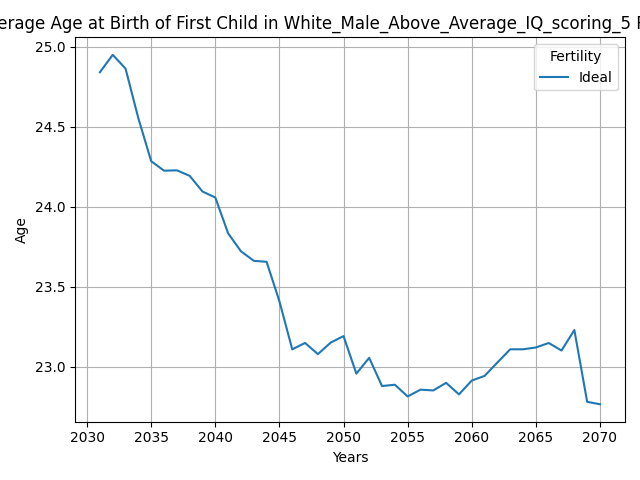 erage Age at Birth of First Child in White_Male_Above_Average_IQ_scoring_5
25.0
24.5
24.0
23.5
23.0
Age
Fertility
Ideal
2030 2035 2040 2045 2050 2055 2060 2065 2070
Years